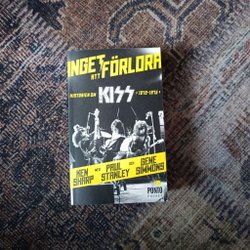 INGET
ATT FÖRLORA
HISTORIEN OM KISS 1972-1975
KEN SHARP MED PAUL STANLEY OCH GENE SIMMONS
PONTO